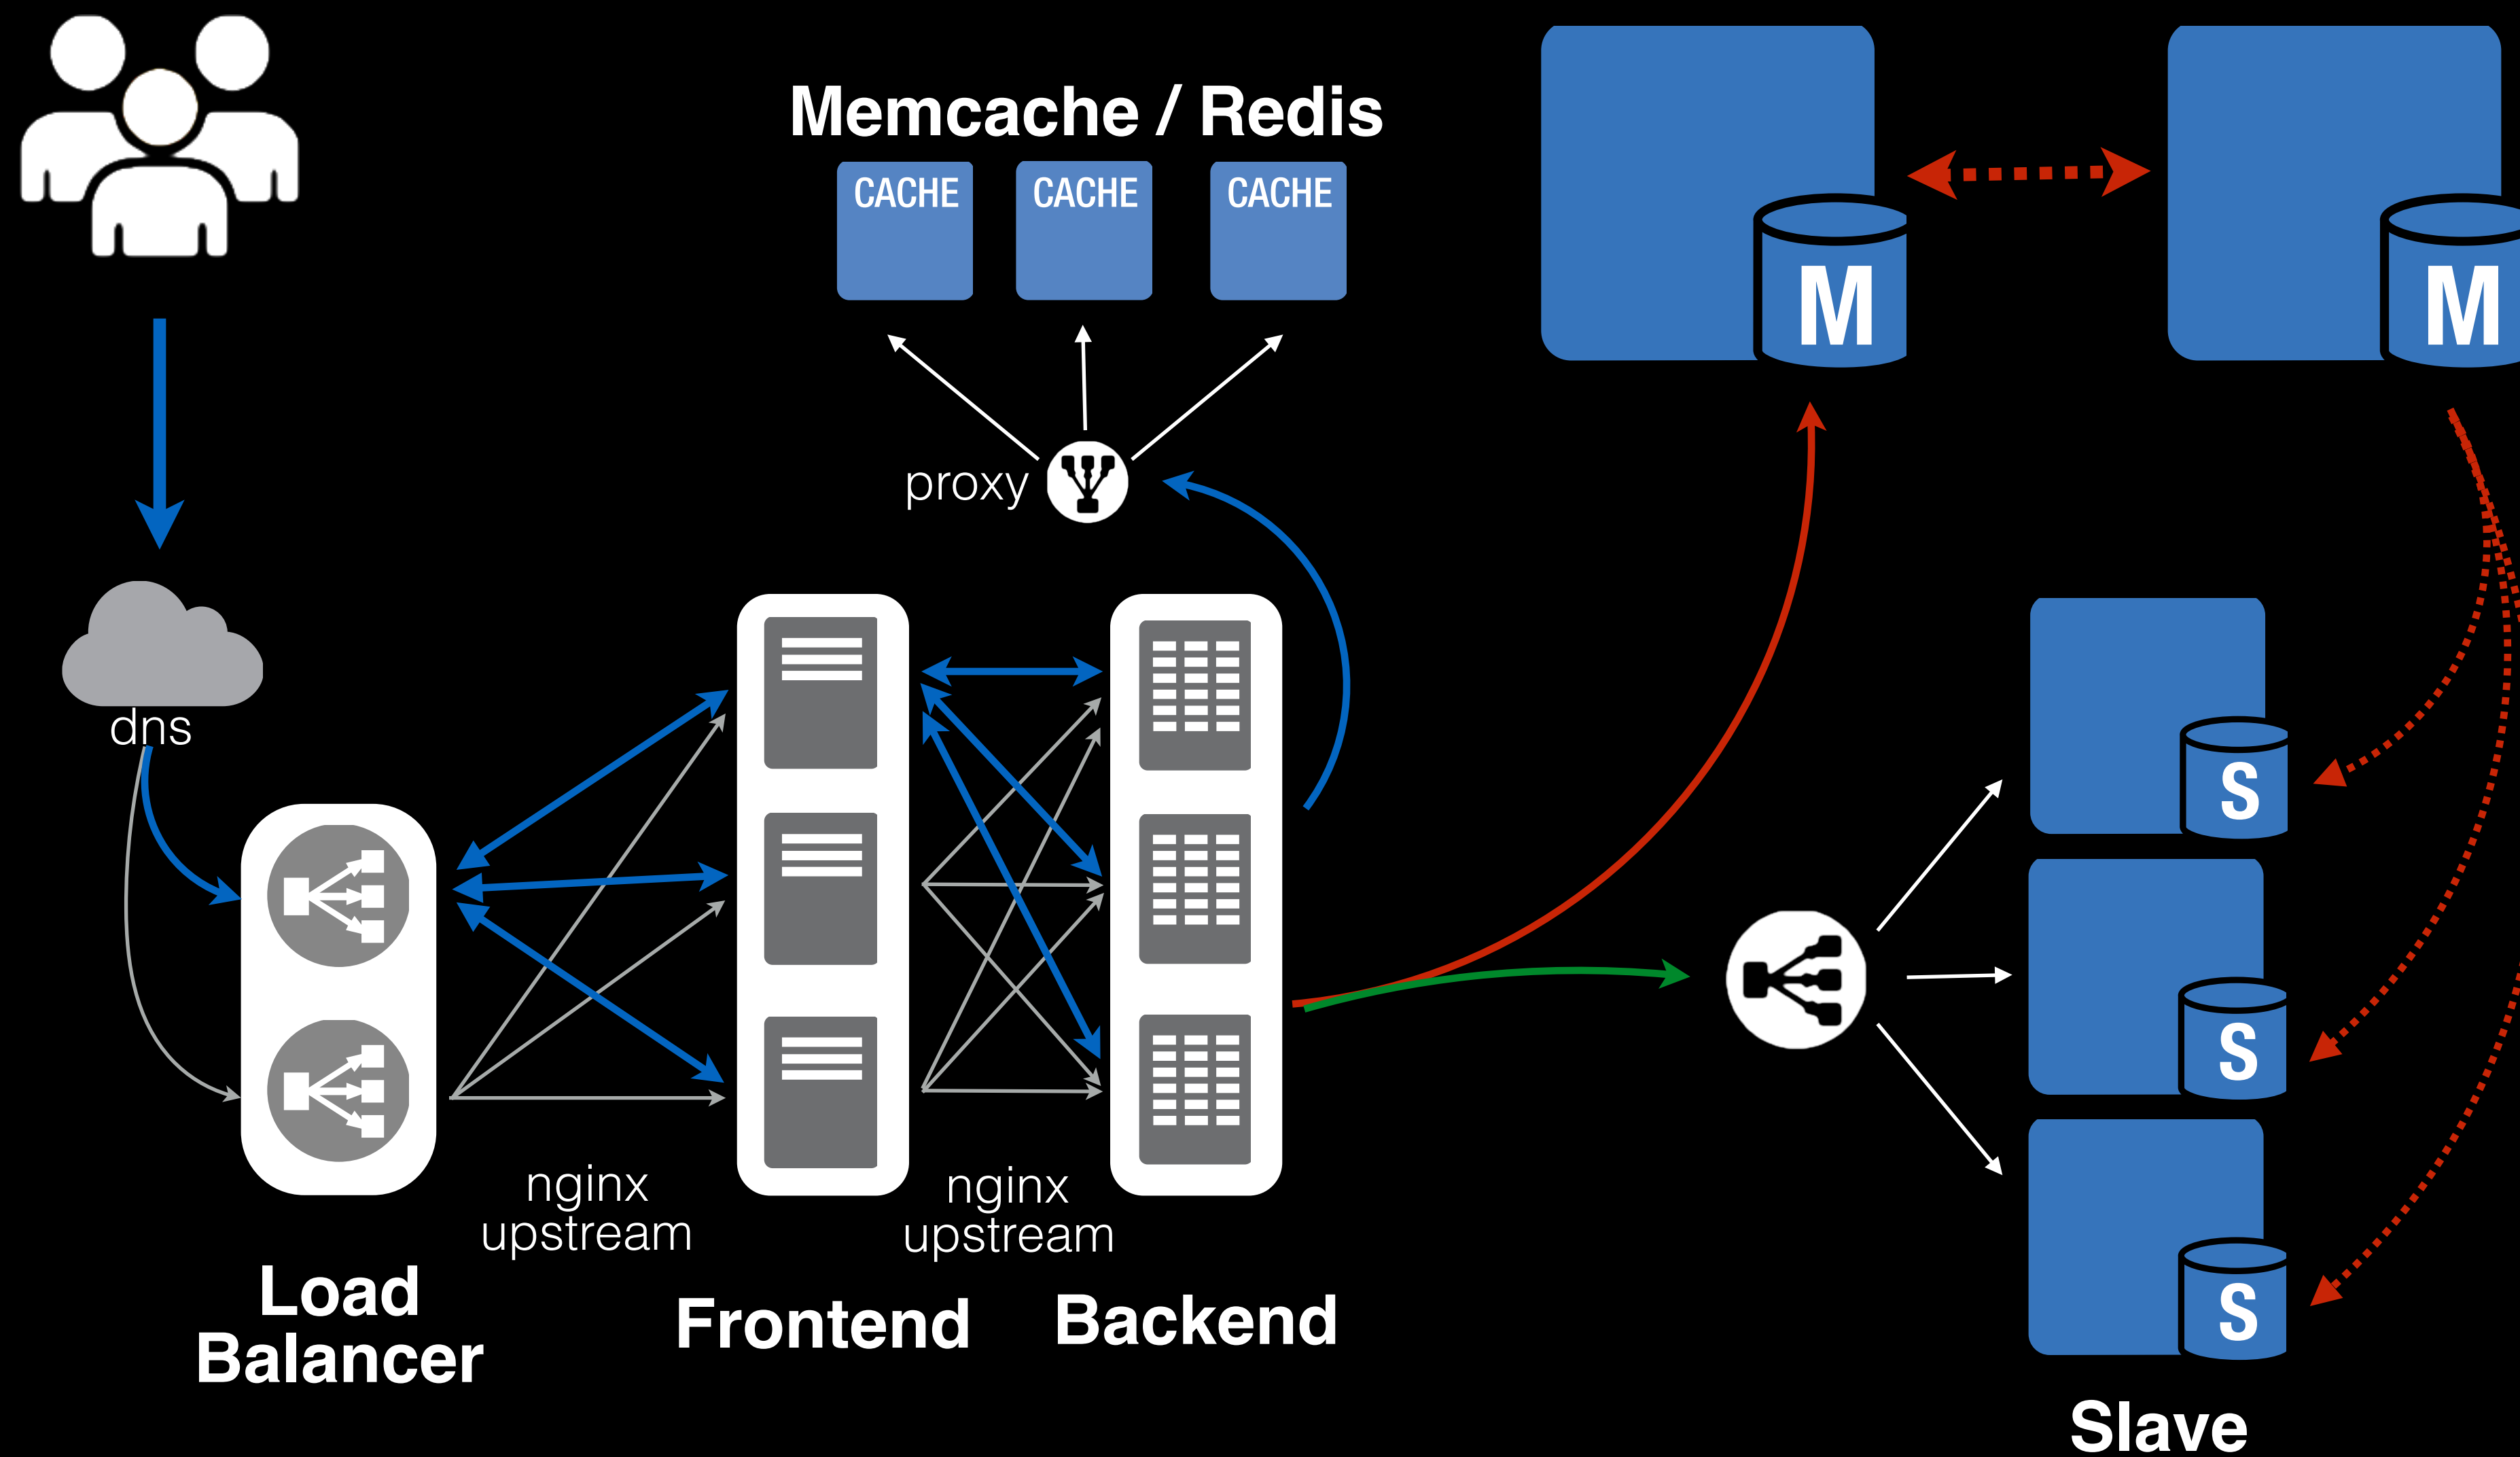 Memcache / Redis
CACHE
CACHE
CACHE
M
M
proxy
dns
S
S
S
nginx
upstream
nginx
upstream
Load
Balancer
Frontend
Backend
Slave